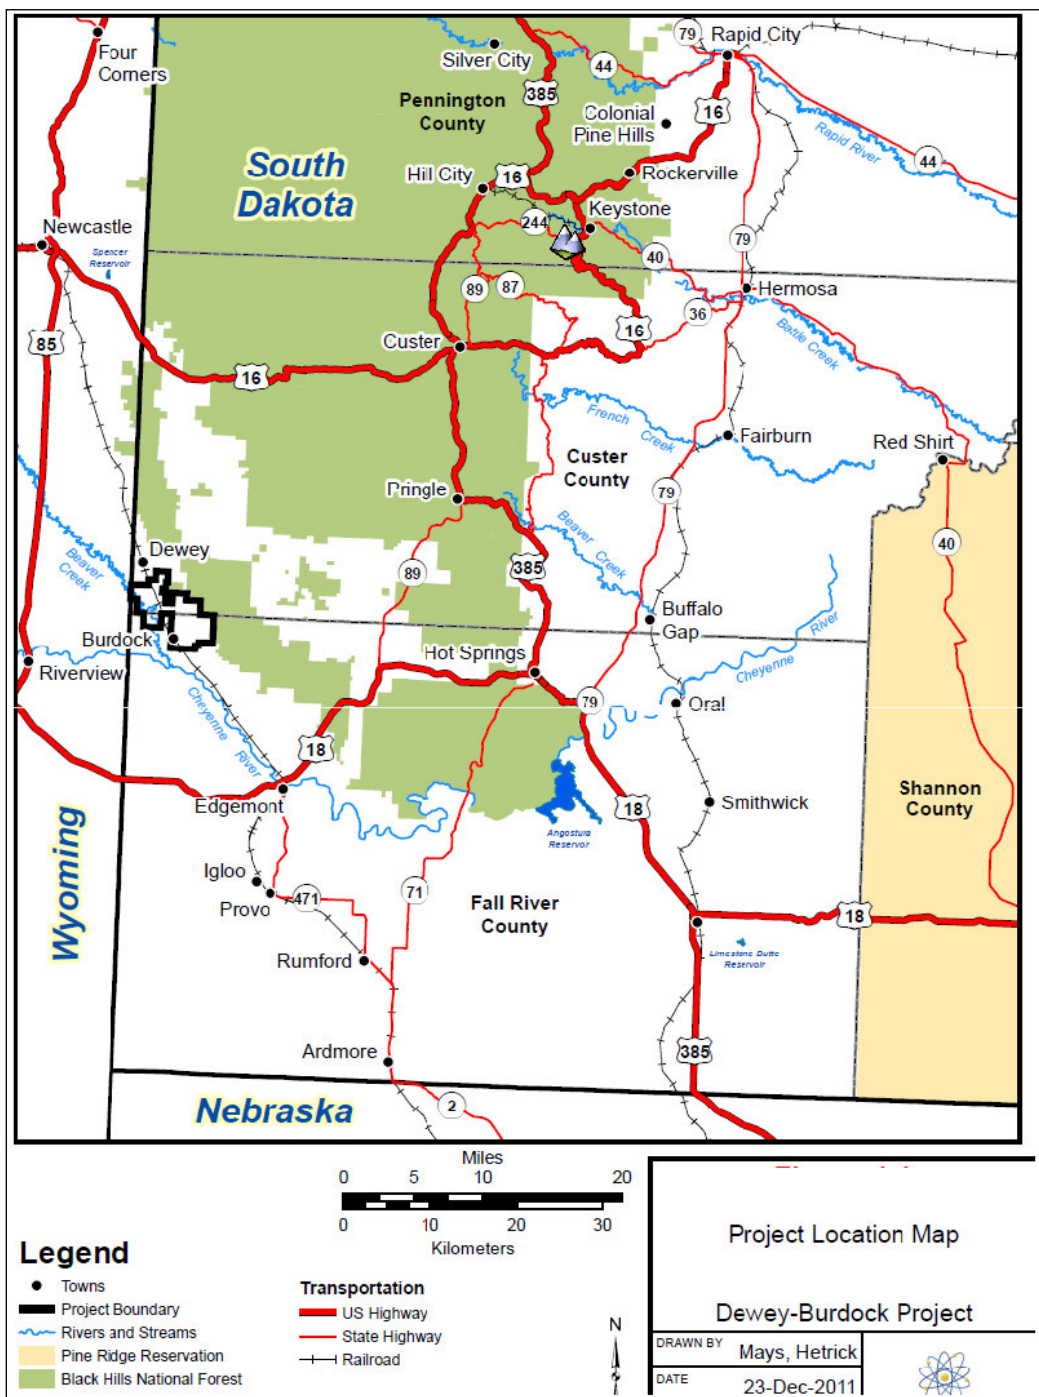 Four
Corners
Silver City
79
Rapid City
44
385
Pennington
County
Colonial
Pine Hills
16
Rapid River
44
South
Dakota
Hill City
16
Rockerville
Keystone
244
Newcastle
Spencer
Reservoir
79
40
89
87
Hermosa
36
Battle Creek
85
Custer
16
16
French
Creek
Fairburn
Red Shirt
Custer
County
Pringle
79
Beaver
Creek
40
Dewey
Beaver
Creek
89
385
Buffalo
Gap
River
Burdock
Hot Springs
Cheyenne
Riverview
Cheyenne
River
79
Oral
18
Shannon
County
Edgemont
18
Smithwick
Angostura
Reservoir
Wyoming
Igloo
Provo
471
71
Fall River
County
18
Rumford
Limestone Butte
Reservoir
Ardmore
385
Nebraska
2
Miles
0 5 10 20
0 10 20 30
Kilometers
Legend
Towns
Project Boundary
Rivers and Streams
Pine Ridge Reservation
Black Hills National Forest
Transportation
US Highway
State Highway
Railroad
N
Project Location Map
Dewey-Burdock Project
DRAWN BY Mays, Hetrick
DATE 23-Dec-2011